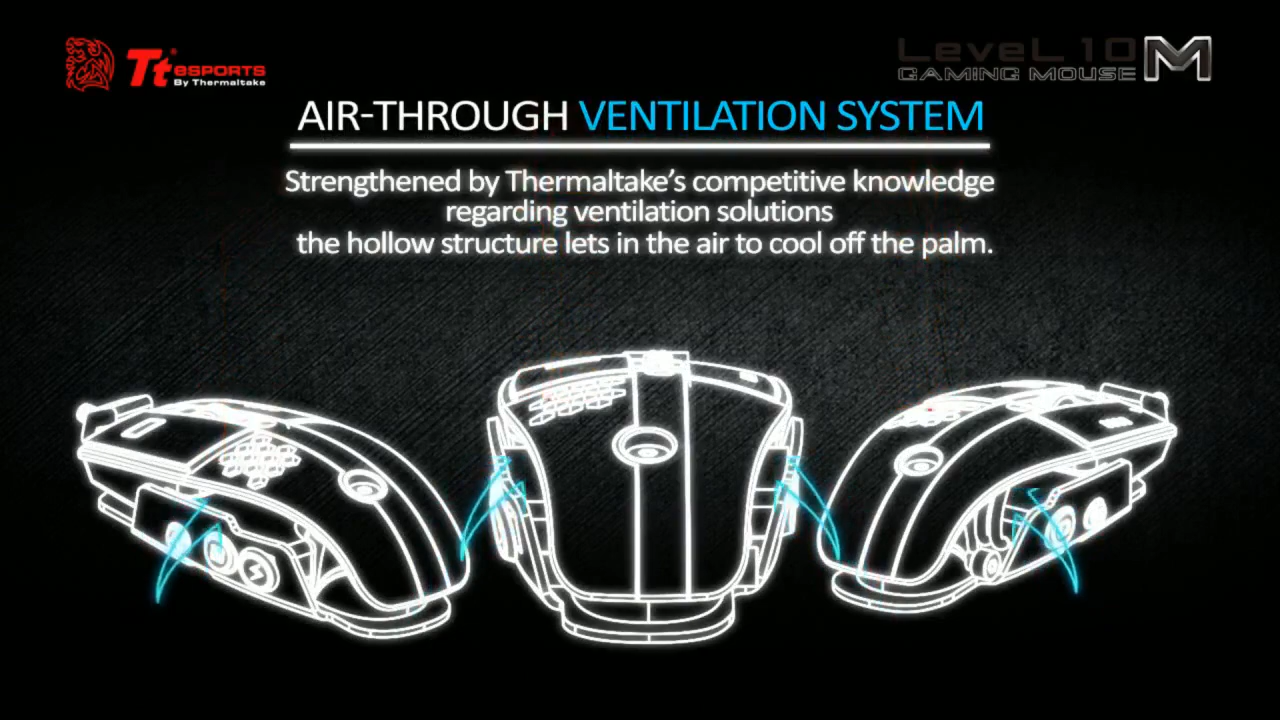 Tt eSPORTS
By Thermaltake
LeveL 10 M
GAMING MOUSE
AIR-THROUGH VENTILATION SYSTEM
Strengthened by Thermaltake’s competitive knowledge
regarding ventilation solutions
the hollow structure lets in the air to cool off the palm.